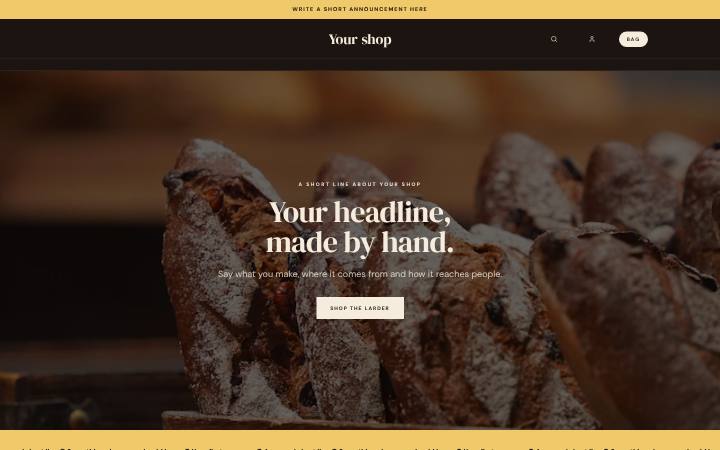 WRITE A SHORT ANNOUNCEMENT HERE
Your shop
BAG
A SHORT LINE ABOUT YOUR SHOP
Your headline,
made by hand.
Say what you make, where it comes from and how it reaches people.
SHOP THE LARDER